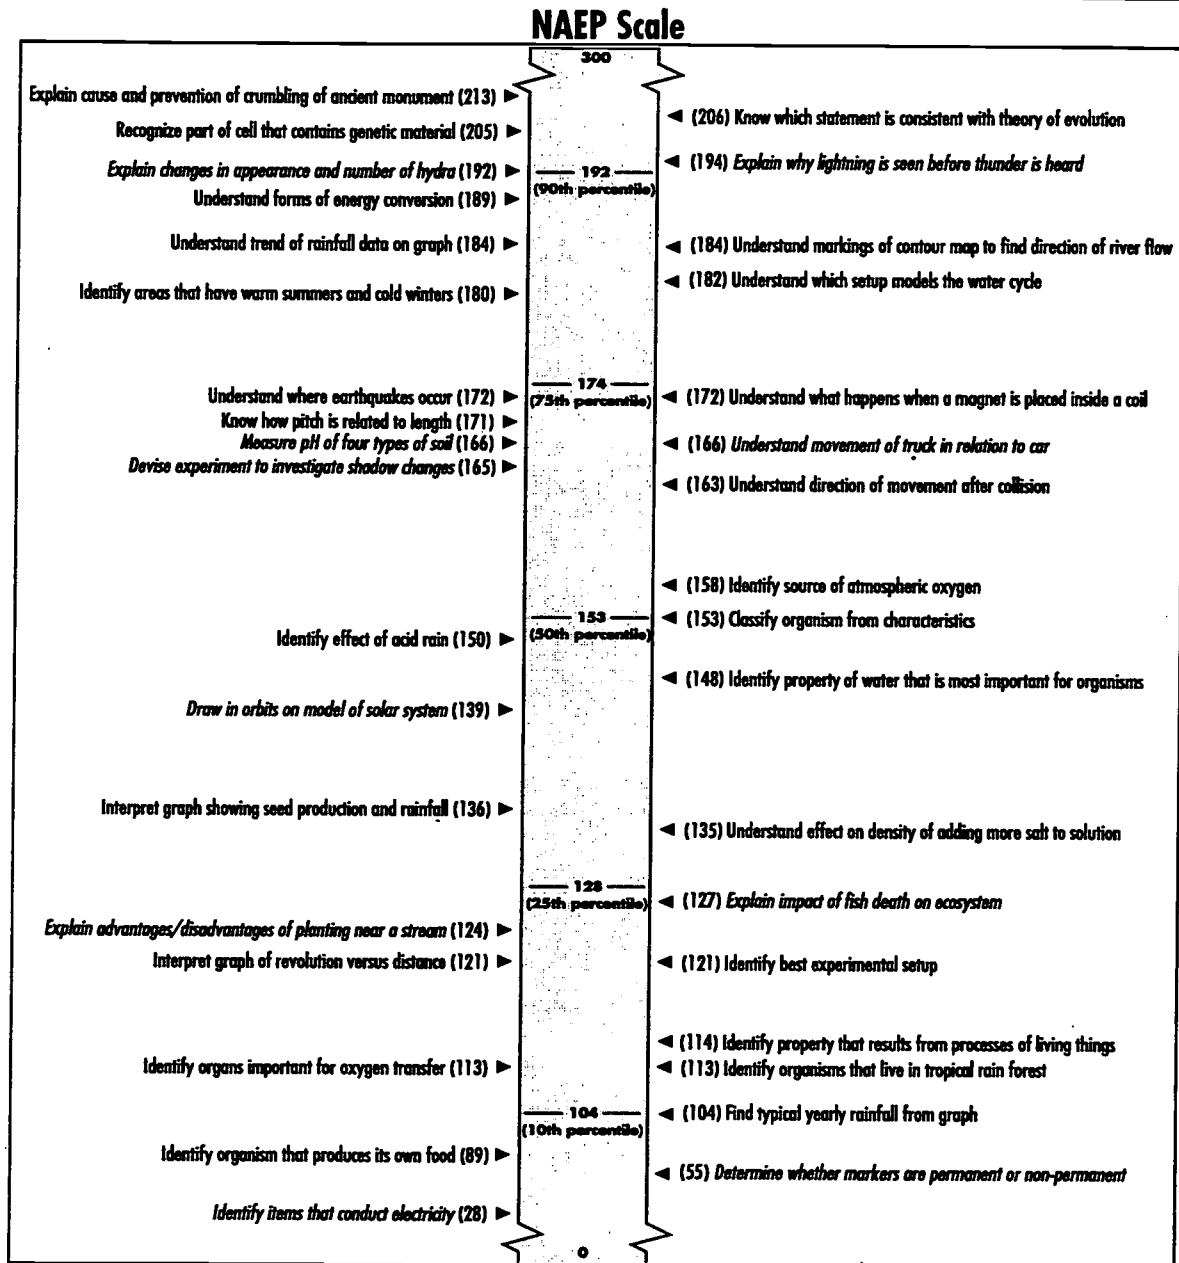 NAEP Scale
300
Explain cause and prevention of crumbling of ancient monument (213) ►
◄ (206) Know which statement is consistent with theory of evolution
Recognize part of cell that contains genetic material (205) ►
◄ (194) Explain why lightning is seen before thunder is heard
Explain changes in appearance and number of hydra (192) ►
192
(90th percentile)
Understand forms of energy conversion (189) ►
Understand trend of rainfall data on graph (184) ►
◄ (184) Understand markings of contour map to find direction of river flow
◄ (182) Understand which setup models the water cycle
Identify areas that have warm summers and cold winters (180) ►
174
(75th percentile)
Understand where earthquakes occur (172) ►
◄ (172) Understand what happens when a magnet is placed inside a coil
Know how pitch is related to length (171) ►
Measure pH of four types of soil (166) ►
◄ (166) Understand movement of truck in relation to car
Devise experiment to investigate shadow changes (165) ►
◄ (163) Understand direction of movement after collision
◄ (158) Identify source of atmospheric oxygen
153
(50th percentile)
◄ (153) Classify organism from characteristics
Identify effect of acid rain (150) ►
◄ (148) Identify property of water that is most important for organisms
Draw in orbits on model of solar system (139) ►
Interpret graph showing seed production and rainfall (136) ►
◄ (135) Understand effect on density of adding more salt to solution
128
(25th percentile)
◄ (127) Explain impact of fish death on ecosystem
Explain advantages/disadvantages of planting near a stream (124) ►
Interpret graph of revolution versus distance (121) ►
◄ (121) Identify best experimental setup
◄ (114) Identify property that results from processes of living things
Identify organs important for oxygen transfer (113) ►
◄ (113) Identify organisms that live in tropical rain forest
104
(10th percentile)
◄ (104) Find typical yearly rainfall from graph
Identify organism that produces its own food (89) ►
◄ (55) Determine whether markers are permanent or non-permanent
Identify items that conduct electricity (28) ►
0